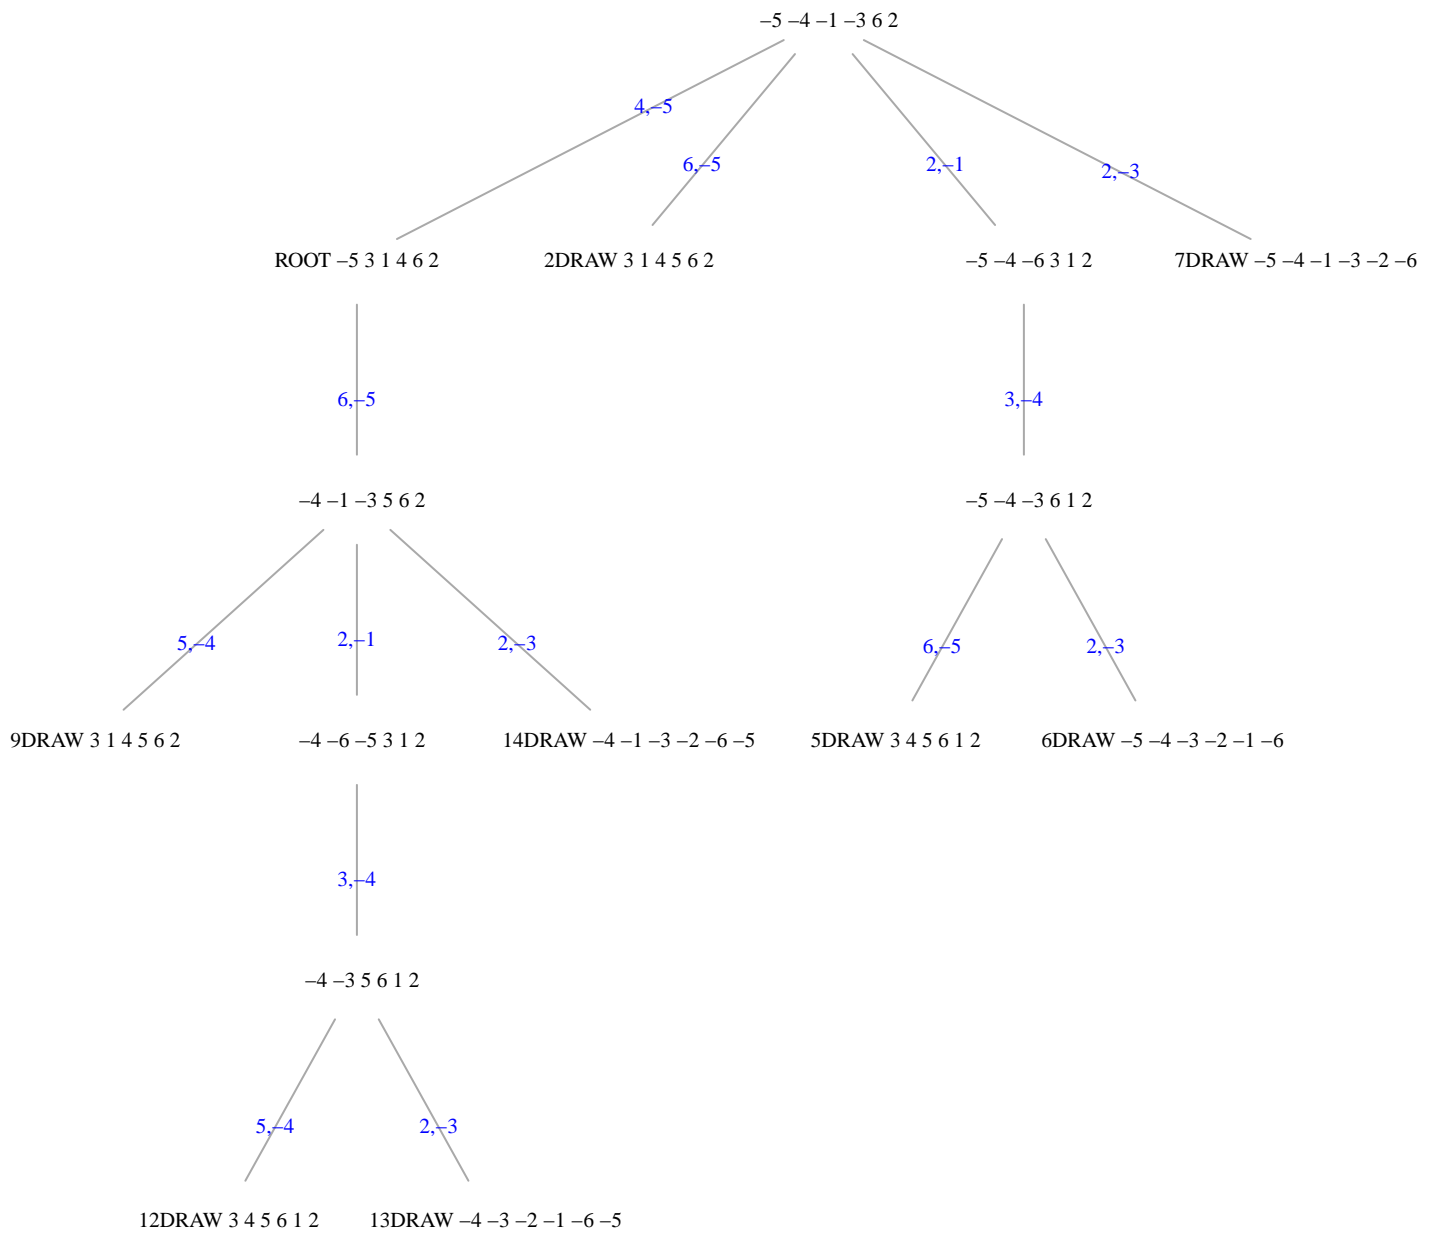 –5 –4 –1 –3 6 2
4,–5
6,–5
2,–1
2,–3
ROOT –5 3 1 4 6 2
2DRAW 3 1 4 5 6 2
–5 –4 –6 3 1 2
7DRAW –5 –4 –1 –3 –2 –6
6,–5
3,–4
–4 –1 –3 5 6 2
–5 –4 –3 6 1 2
5,–4
2,–1
2,–3
6,–5
2,–3
9DRAW 3 1 4 5 6 2
–4 –6 –5 3 1 2
14DRAW –4 –1 –3 –2 –6 –5
5DRAW 3 4 5 6 1 2
6DRAW –5 –4 –3 –2 –1 –6
3,–4
–4 –3 5 6 1 2
5,–4
2,–3
12DRAW 3 4 5 6 1 2
13DRAW –4 –3 –2 –1 –6 –5